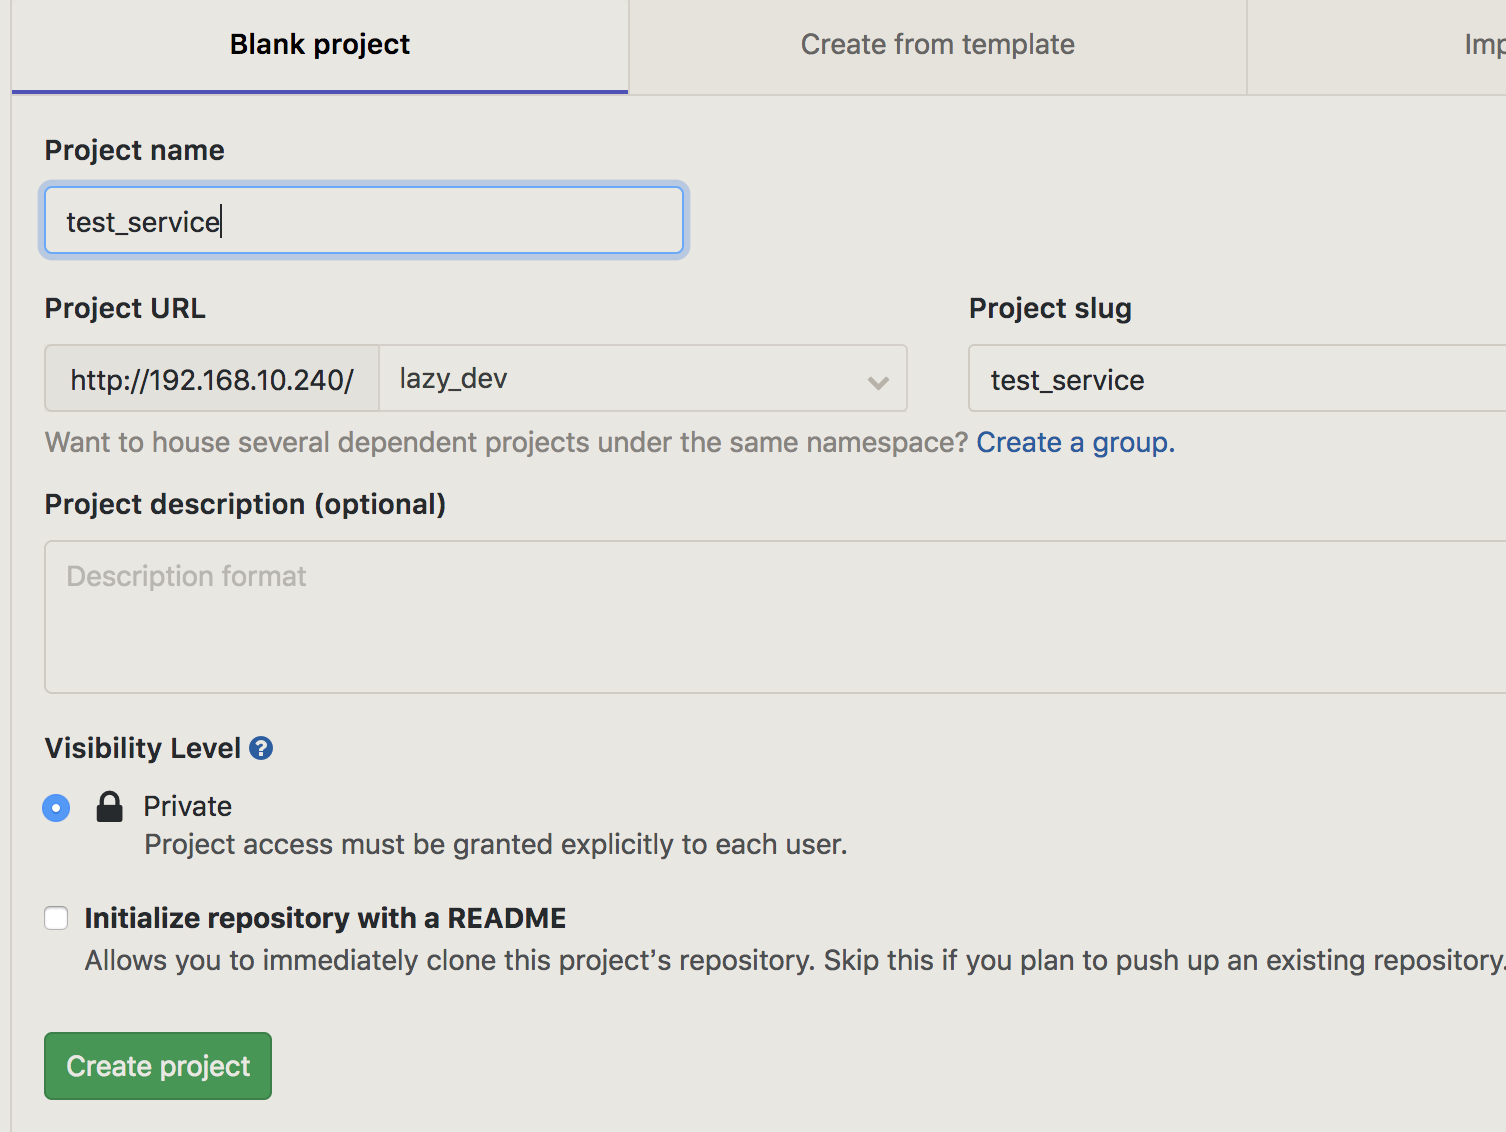 Blank project
Create from template
Imp
Project name
test_service
Project URL
Project slug
http://192.168.10.240/
lazy_dev
test_service
Want to house several dependent projects under the same namespace? Create a group.
Project description (optional)
Description format
Visibility Level
Private
Project access must be granted explicitly to each user.
Initialize repository with a README
Allows you to immediately clone this project’s repository. Skip this if you plan to push up an existing repository.
Create project